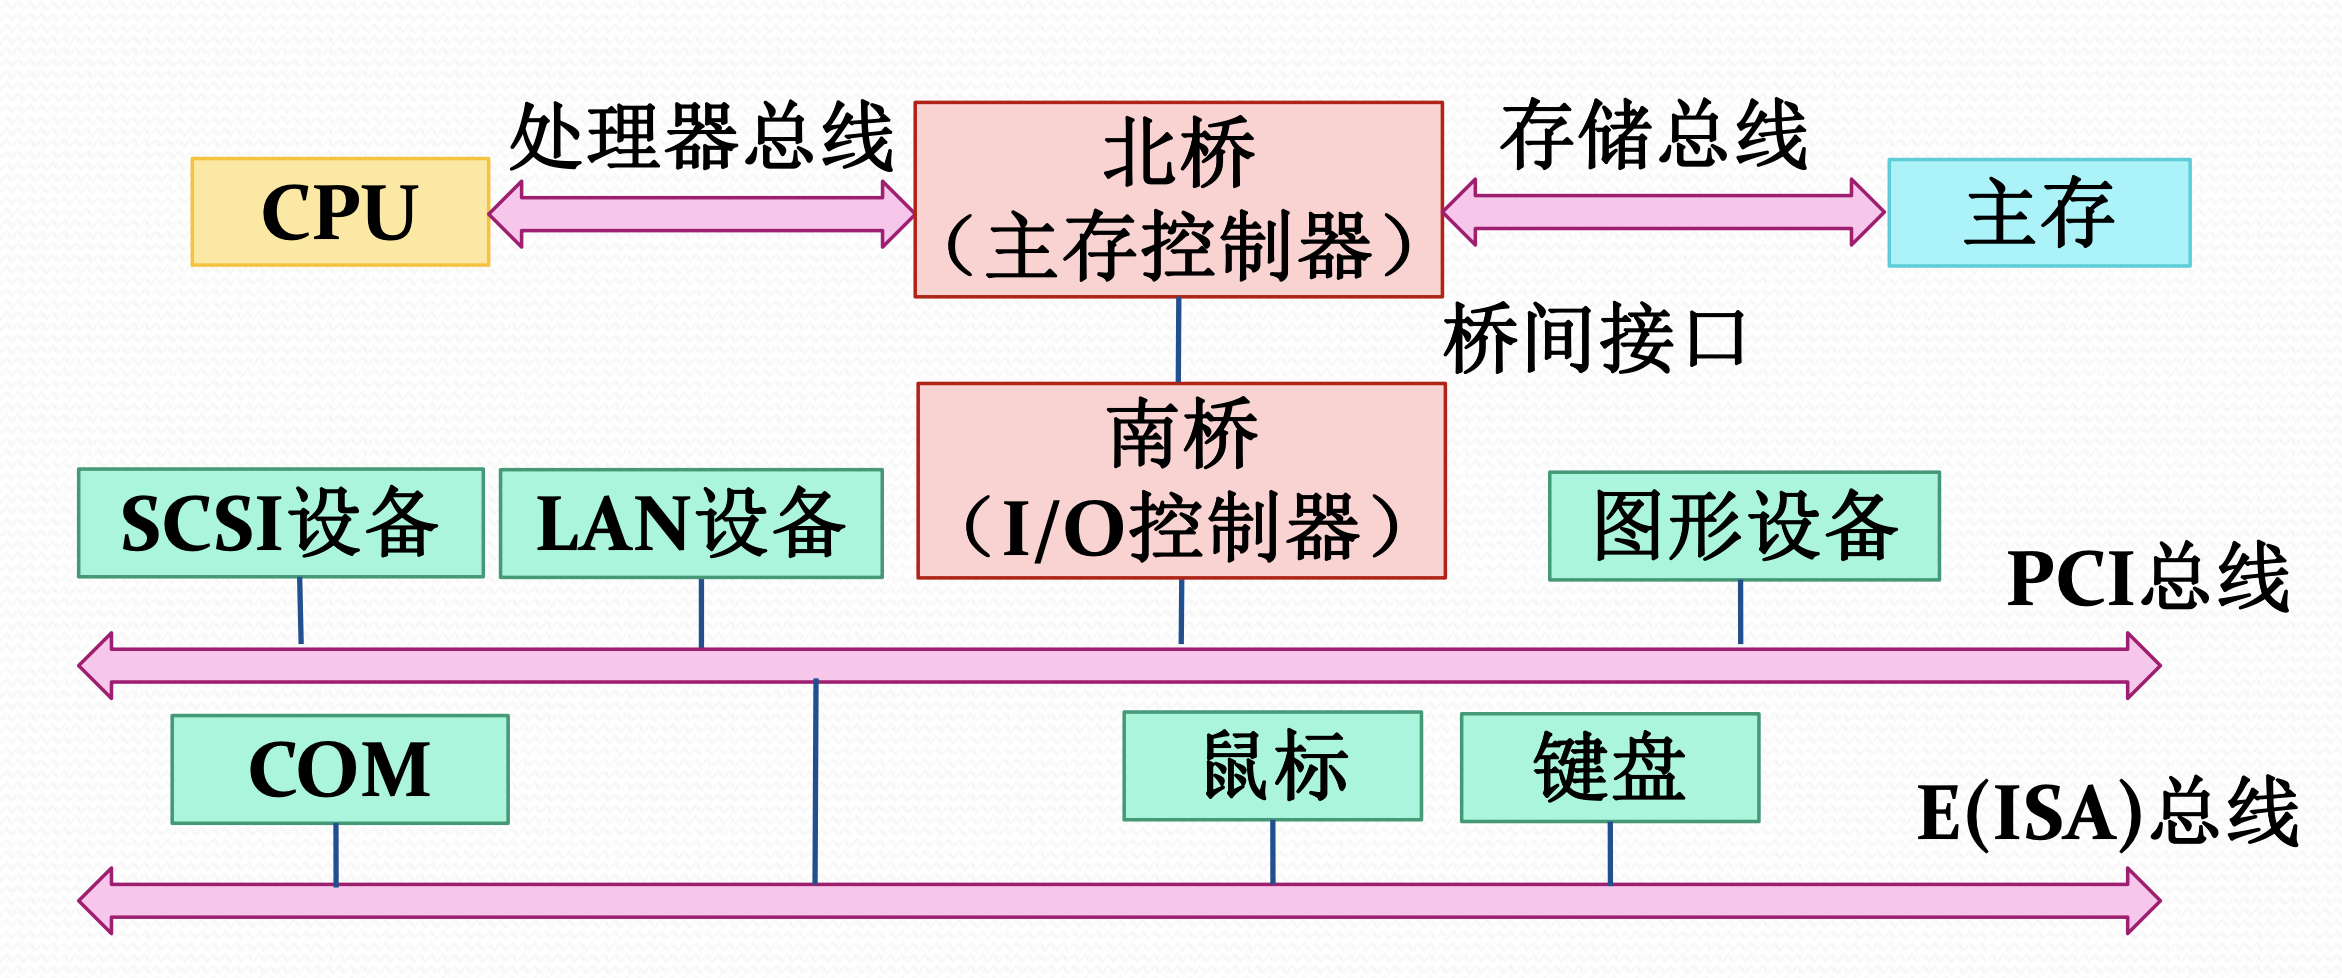 处理器总线
北桥
存储总线
CPU
（主存控制器）
主存
桥间接口
南桥
SCSI设备
LAN设备
（I/O控制器）
图形设备
PCI总线
COM
鼠标
键盘
E(ISA)总线